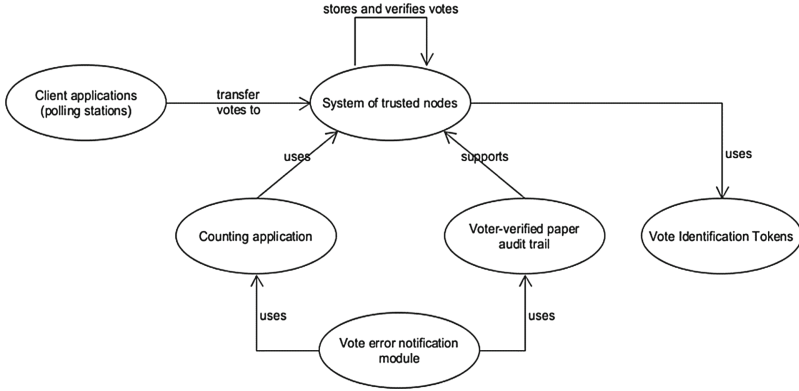 stores and verifies votes
Client applications
(polling stations)
transfer
votes to
System of trusted nodes
uses
supports
uses
Counting application
Voter-verified paper
audit trail
Vote Identification Tokens
uses
uses
Vote error notification
module